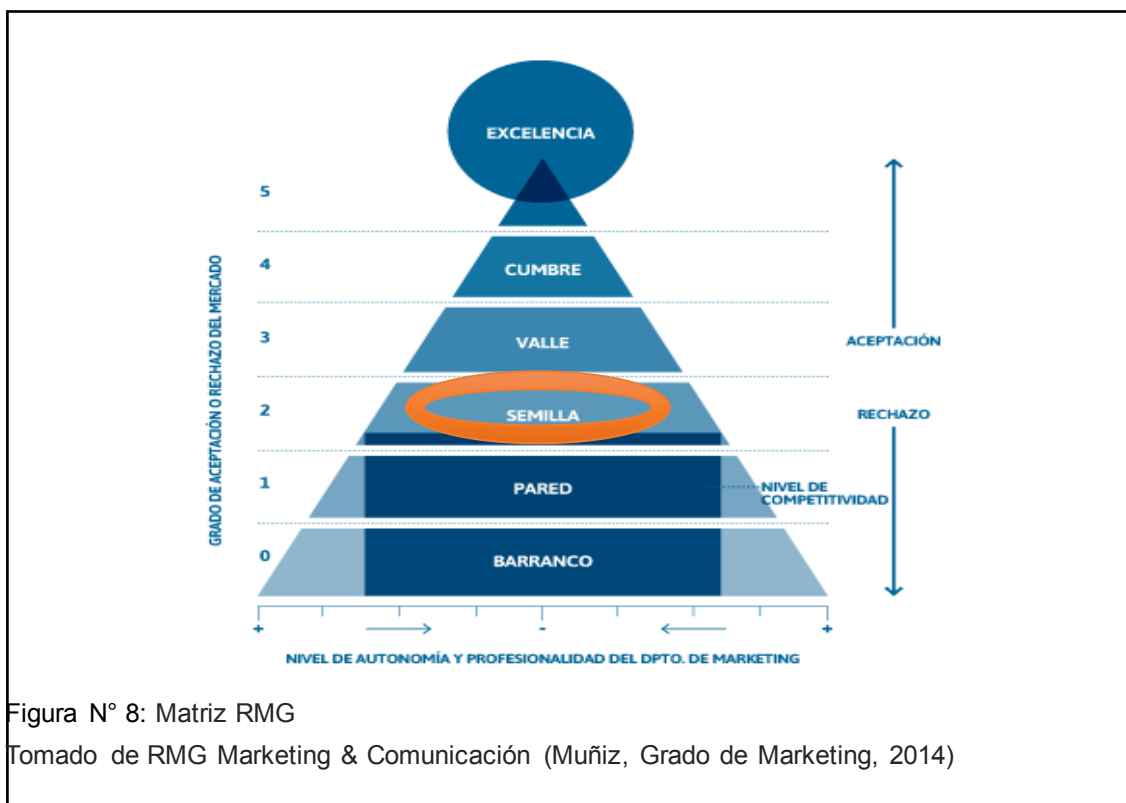 EXCELENCIA
5
4
CUMBRE
3
VALLE
ACEPTACIÓN
2
SEMILLA
RECHAZO
1
PARED
NIVEL DE
COMPETITIVIDAD
0
BARRANCO
GRADO DE ACEPTACIÓN O RECHAZO DEL MERCADO
+ - +
NIVEL DE AUTONOMÍA Y PROFESIONALIDAD DEL DPTO. DE MARKETING
Figura N° 8: Matriz RMG
Tomado de RMG Marketing & Comunicación (Muñiz, Grado de Marketing, 2014)